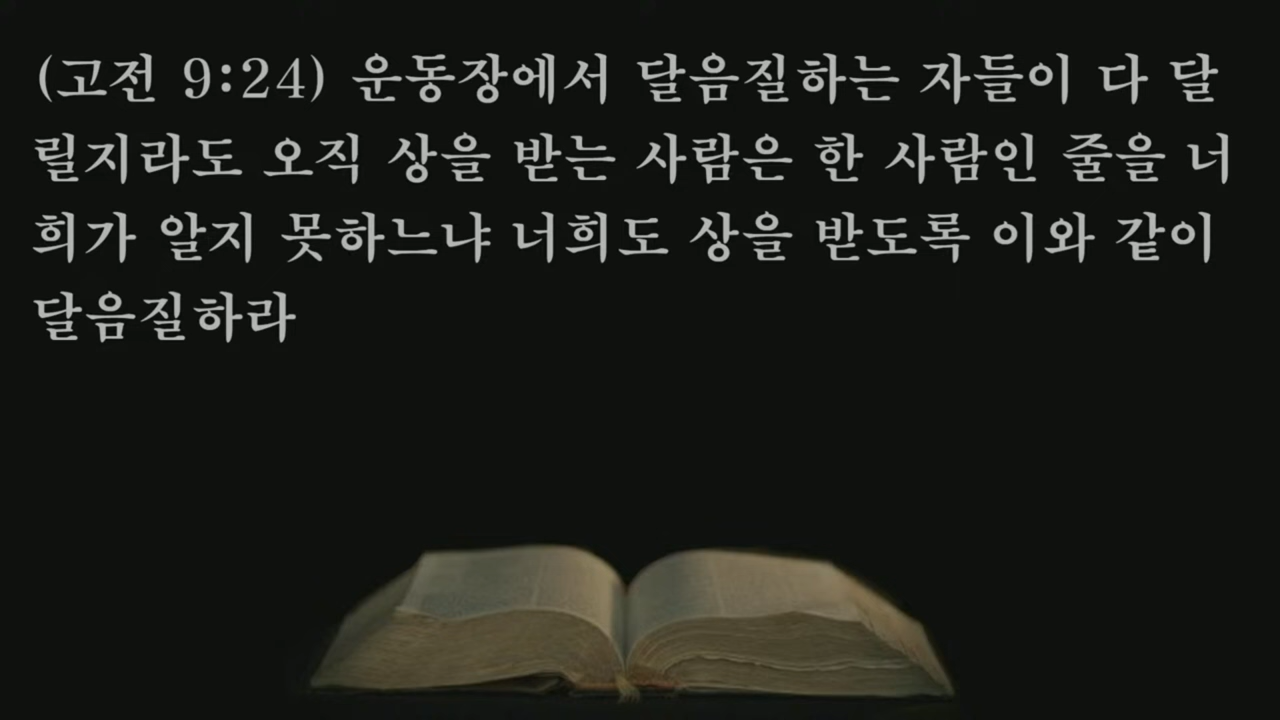 (고전 9:24) 운동장에서 달음질하는 자들이 다 달
릴지라도 오직 상을 받는 사람은 한 사람인 줄을 너
희가 알지 못하느냐 너희도 상을 받도록 이와 같이
달음질하라